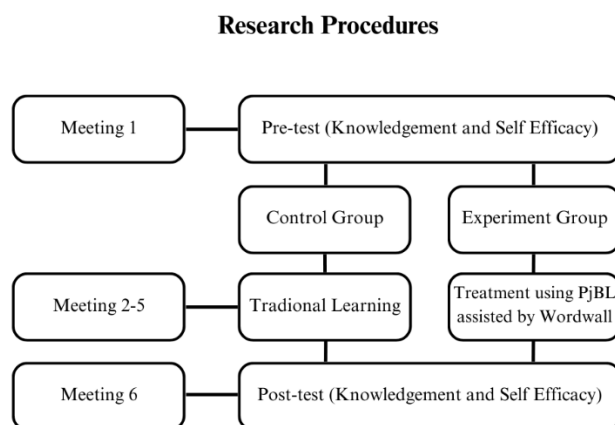 Research Procedures
Meeting 1
Pre-test (Knowledgement and Self Efficacy)
Control Group
Experiment Group
Meeting 2-5
Tradional Learning
Treatment using PjBL
assisted by Wordwall
Meeting 6
Post-test (Knowledgement and Self Efficacy)